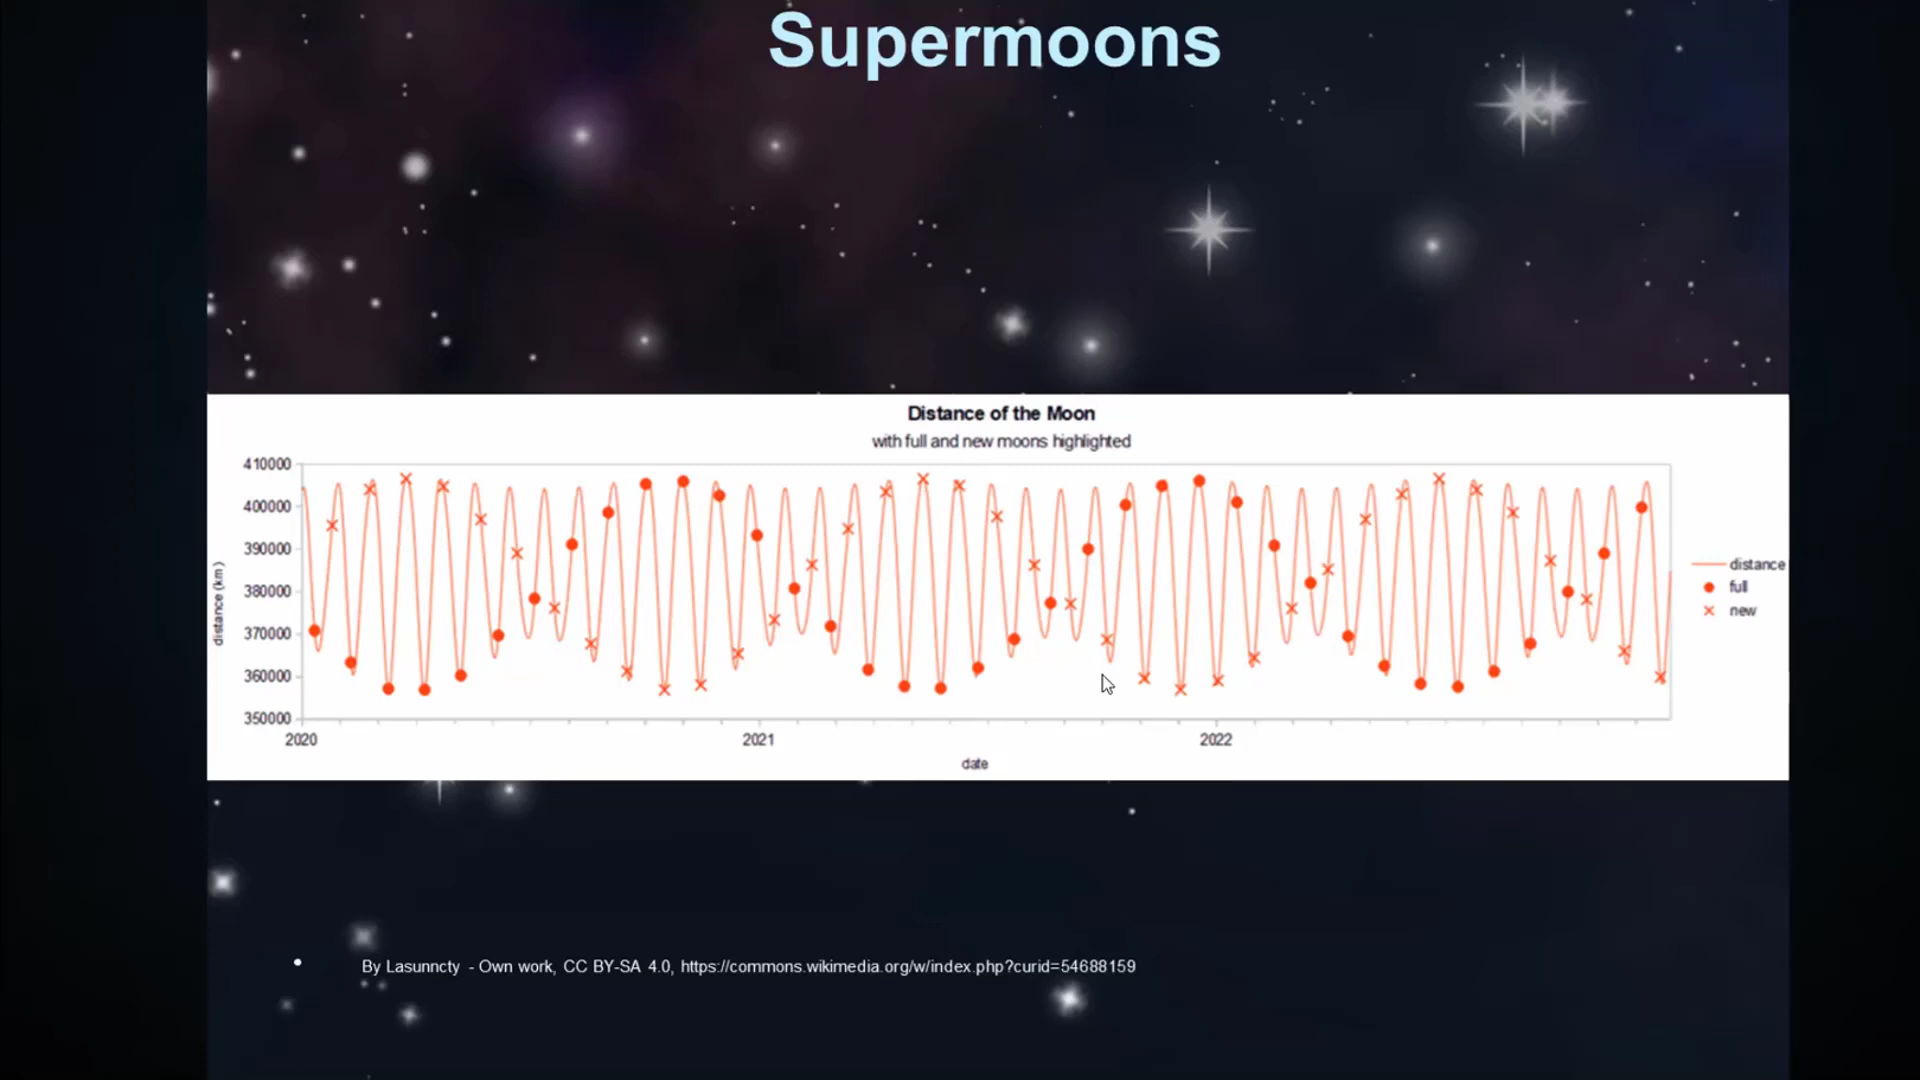 Supermoons
Distance of the Moon
with full and new moons highlighted
410000
400000
390000
380000
370000
360000
350000
distance (km)
2020 2021 2022
date
distance
full
new
• By Lasunncty - Own work, CC BY-SA 4.0, https://commons.wikimedia.org/w/index.php?curid=54688159